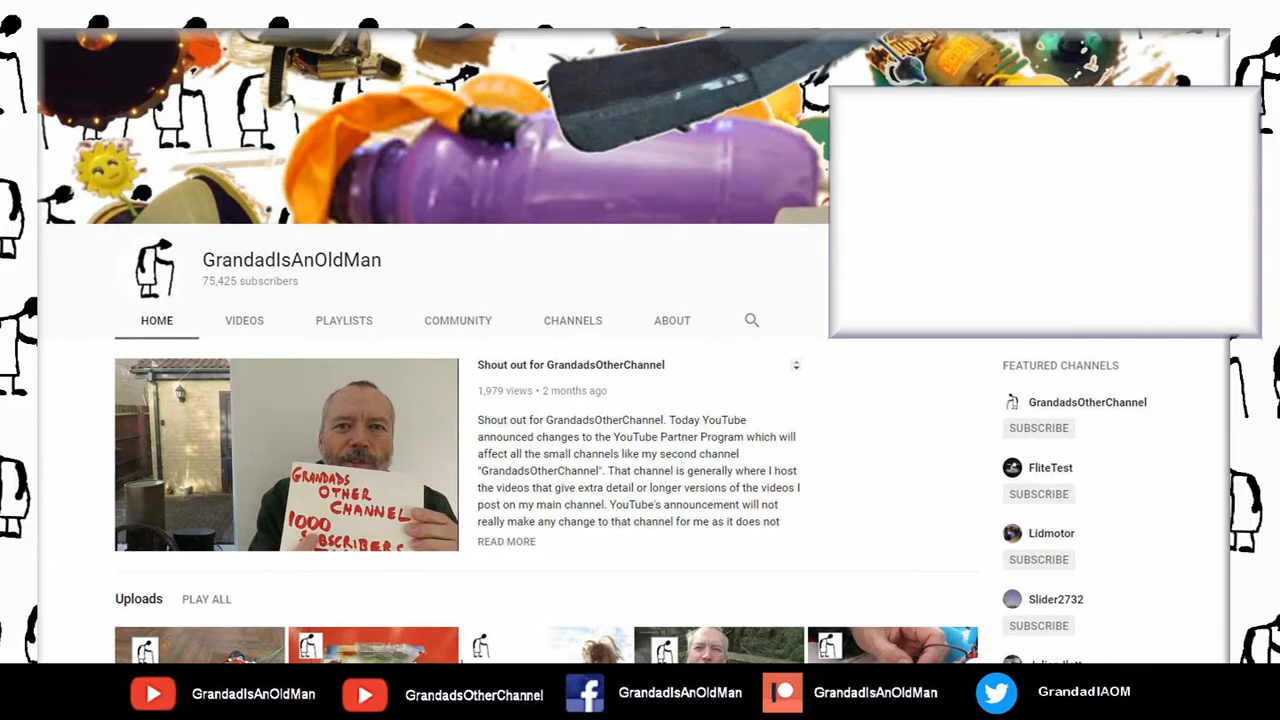 GrandadIsAnOldMan
75,425 subscribers
HOME VIDEOS PLAYLISTS COMMUNITY CHANNELS ABOUT
GRANDADS
OTHER
CHANNEL
1000
SUBSCRIBERS
Shout out for GrandadsOtherChannel
1,979 views • 2 months ago
Shout out for GrandadsOtherChannel. Today YouTube
announced changes to the YouTube Partner Program which will
affect all the small channels like my second channel
"GrandadsOtherChannel". That channel is generally where I host
the videos that give extra detail or longer versions of the videos I
post on my main channel. YouTube's announcement will not
really make any change to that channel for me as it does not
READ MORE
FEATURED CHANNELS
GrandadsOtherChannel
SUBSCRIBE
FliteTest
SUBSCRIBE
Lidmotor
SUBSCRIBE
Slider2732
SUBSCRIBE
Uploads PLAY ALL
GrandadIsAnOldMan GrandadsOtherChannel GrandadIsAnOldMan GrandadIsAnOldMan GrandadIAOM